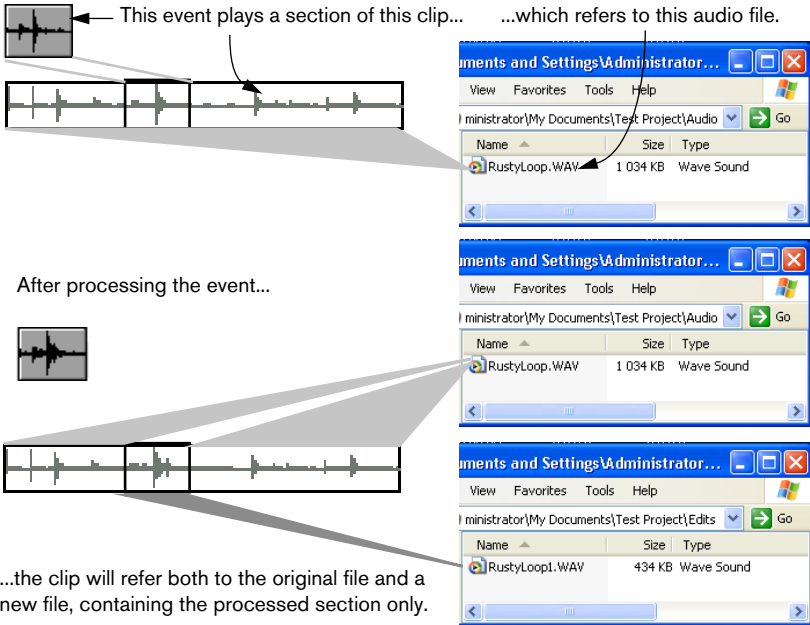 This event plays a section of this clip...
...which refers to this audio file.
uments and Settings\Administrator...
View Favorites Tools Help
ministrator\My Documents\Test Project\Audio Go
Name Size Type
RustyLoop.WAV 1 034 KB Wave Sound
After processing the event...
uments and Settings\Administrator...
View Favorites Tools Help
ministrator\My Documents\Test Project\Audio Go
Name Size Type
RustyLoop.WAV 1 034 KB Wave Sound
uments and Settings\Administrator...
View Favorites Tools Help
ministrator\My Documents\Test Project\Edits Go
Name Size Type
RustyLoop1.WAV 434 KB Wave Sound
...the clip will refer both to the original file and a
new file, containing the processed section only.